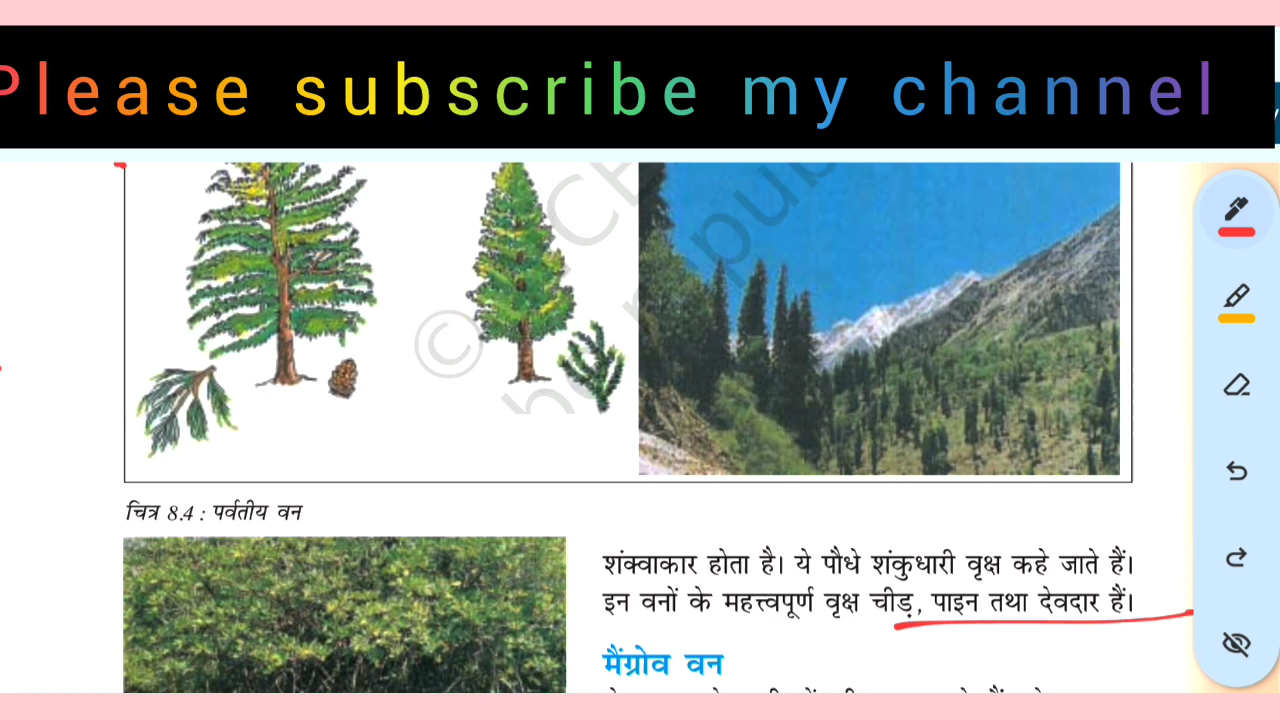 Please subscribe my channel
चित्र 8.4 : पर्वतीय वन
शंक्वाकार होता है। ये पौधे शंकुधारी वृक्ष कहे जाते हैं।
इन वनों के महत्त्वपूर्ण वृक्ष चीड़, पाइन तथा देवदार हैं।
मैंग्रोव वन